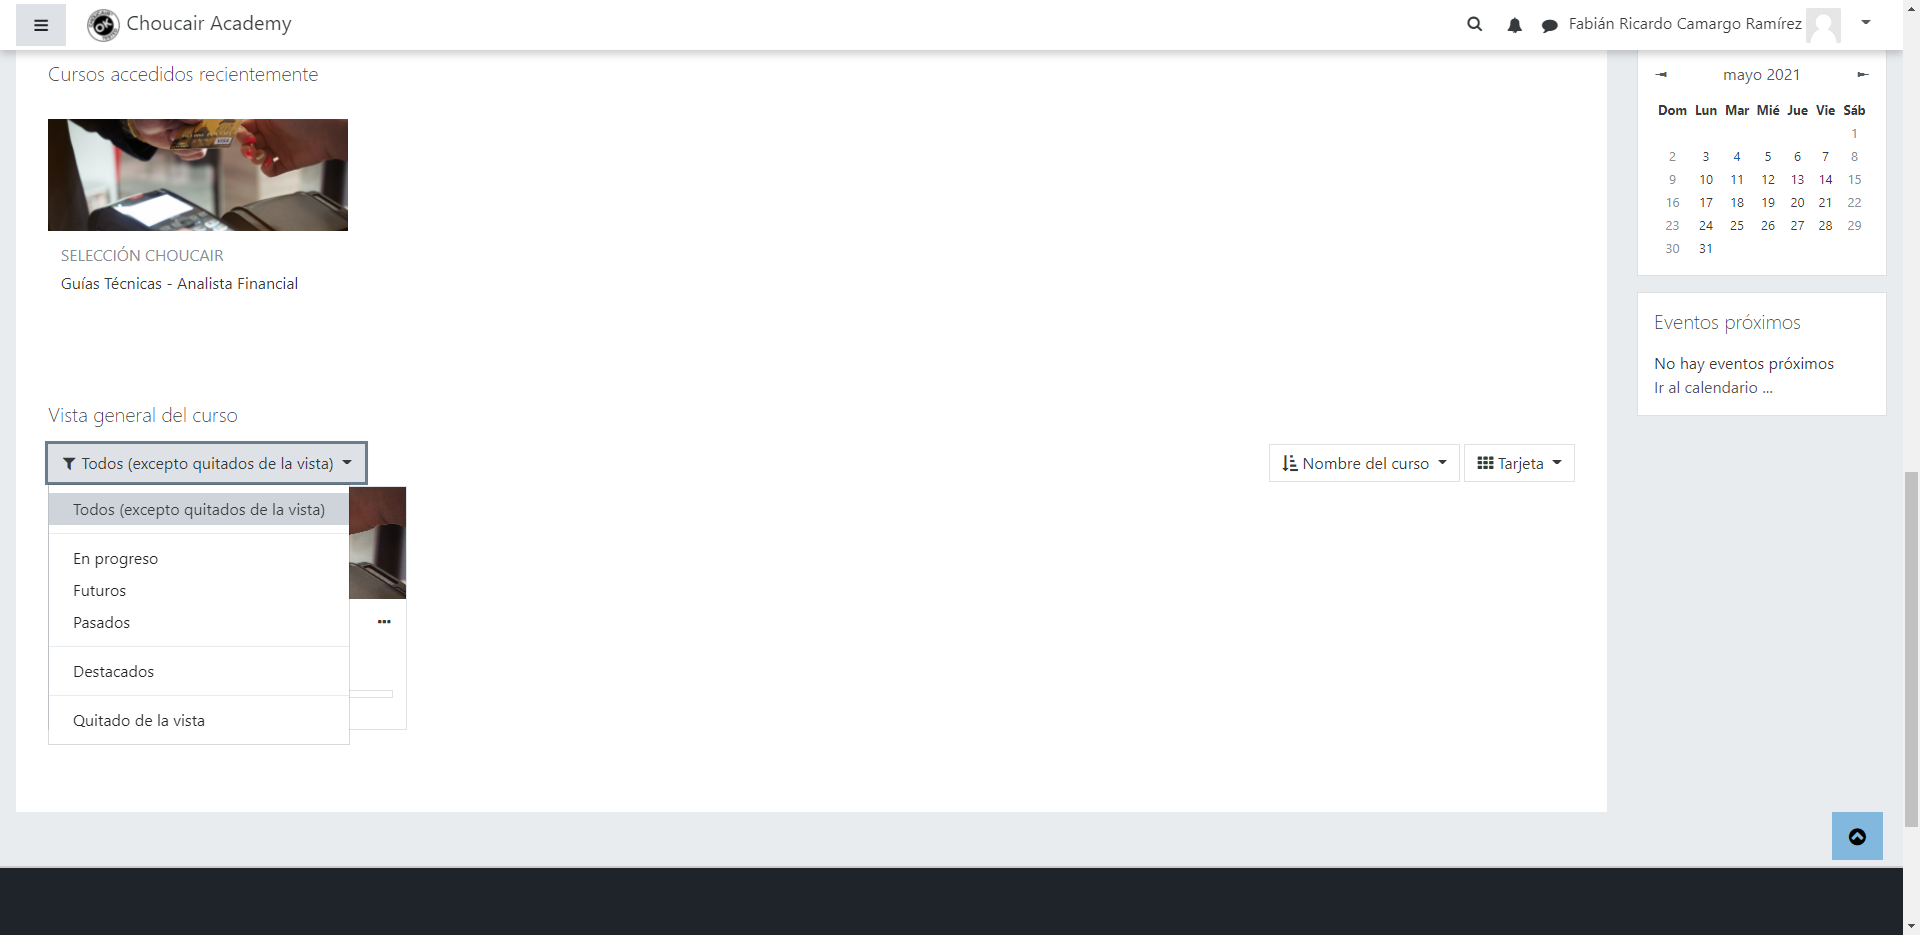 Choucair Academy
Fabián Ricardo Camargo Ramírez
Cursos accedidos recientemente
VISA
SELECCIÓN CHOUCAIR
Guías Técnicas - Analista Financial
Vista general del curso
Todos (excepto quitados de la vista)
Nombre del curso
Tarjeta
Todos (excepto quitados de la vista)
En progreso
Futuros
Pasados
Destacados
Quitado de la vista
mayo 2021
Dom Lun Mar Mié Jue Vie Sáb
1
2 3 4 5 6 7 8
9 10 11 12 13 14 15
16 17 18 19 20 21 22
23 24 25 26 27 28 29
30 31
Eventos próximos
No hay eventos próximos
Ir al calendario ...